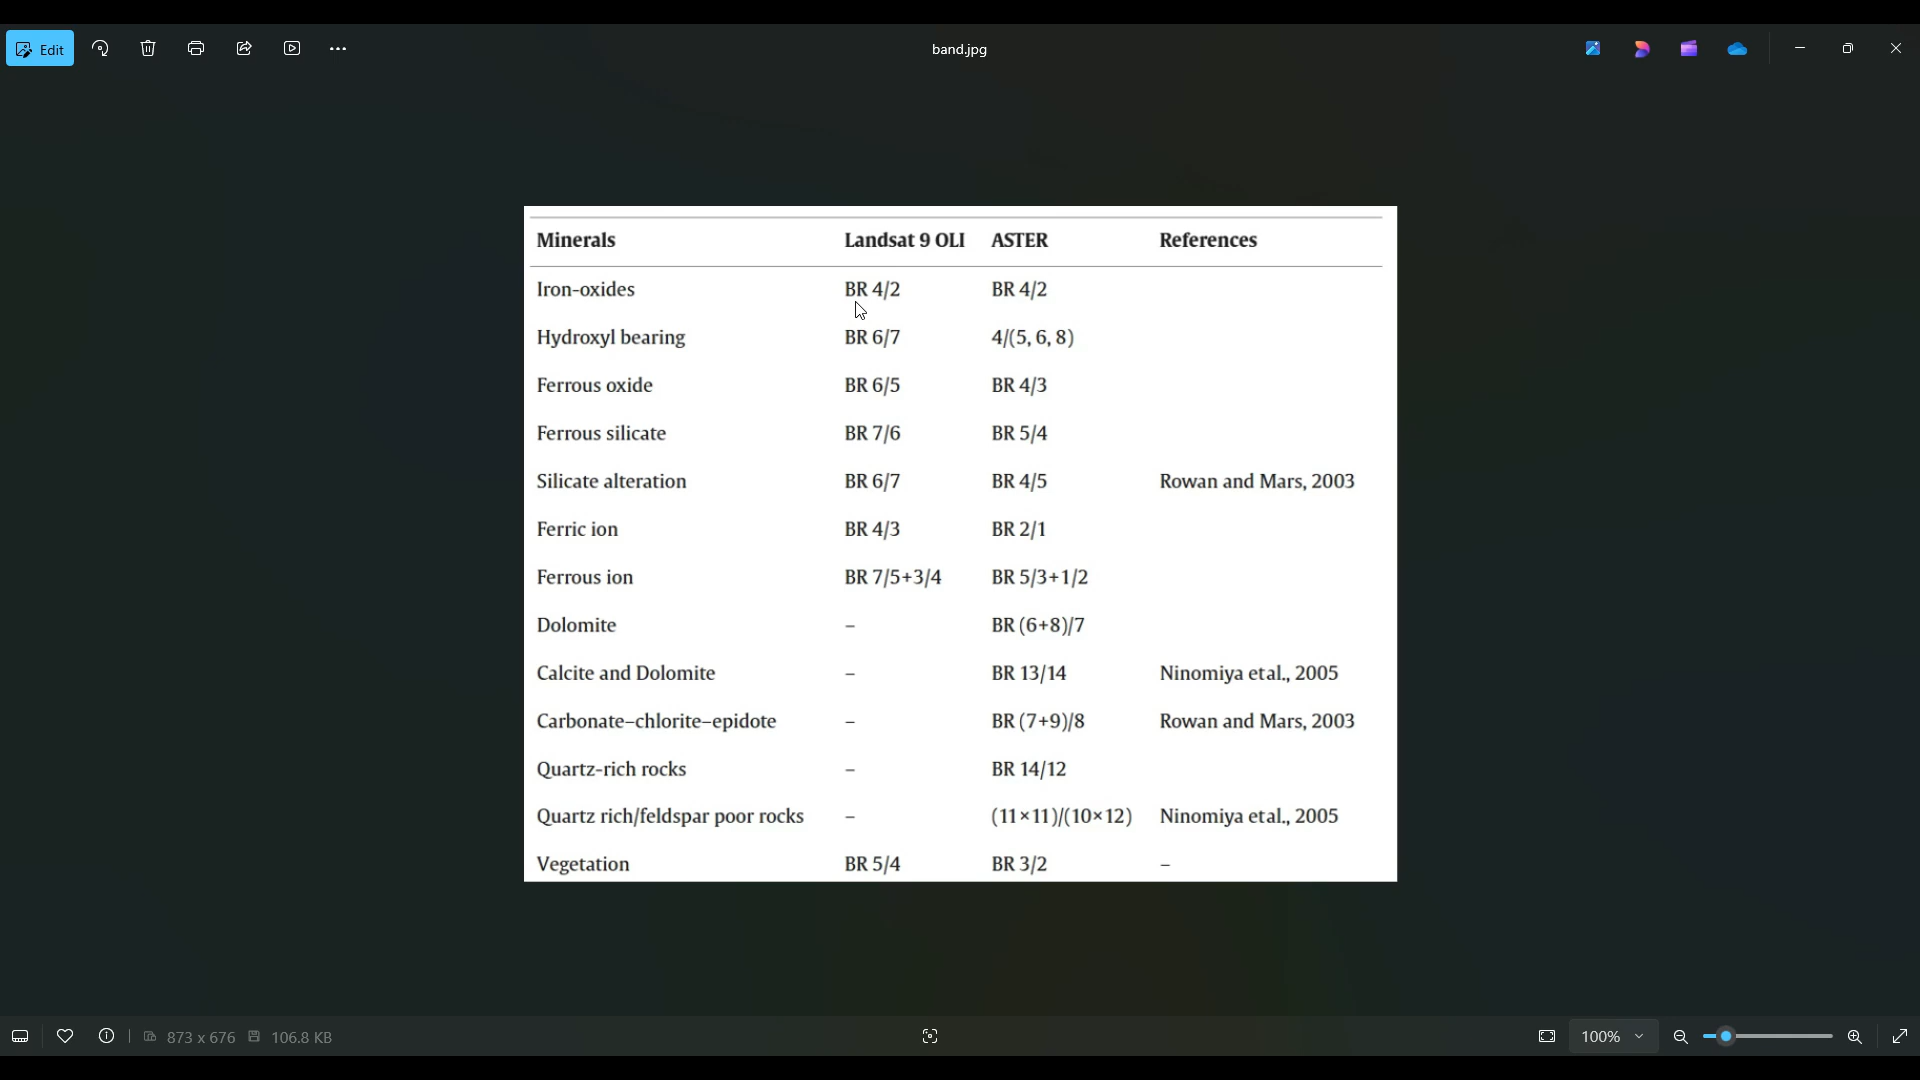 Edit
band.jpg
Minerals Landsat 9 OLI ASTER References
Iron-oxides BR 4/2 BR 4/2
Hydroxyl bearing BR 6/7 4/(5, 6, 8)
Ferrous oxide BR 6/5 BR 4/3
Ferrous silicate BR 7/6 BR 5/4
Silicate alteration BR 6/7 BR 4/5 Rowan and Mars, 2003
Ferric ion BR 4/3 BR 2/1
Ferrous ion BR 7/5+3/4 BR 5/3+1/2
Dolomite – BR (6+8)/7
Calcite and Dolomite – BR 13/14 Ninomiya et al., 2005
Carbonate–chlorite–epidote – BR (7+9)/8 Rowan and Mars, 2003
Quartz-rich rocks – BR 14/12
Quartz rich/feldspar poor rocks – (11×11)/(10×12) Ninomiya et al., 2005
Vegetation BR 5/4 BR 3/2 –
873 x 676 106.8 KB 100%